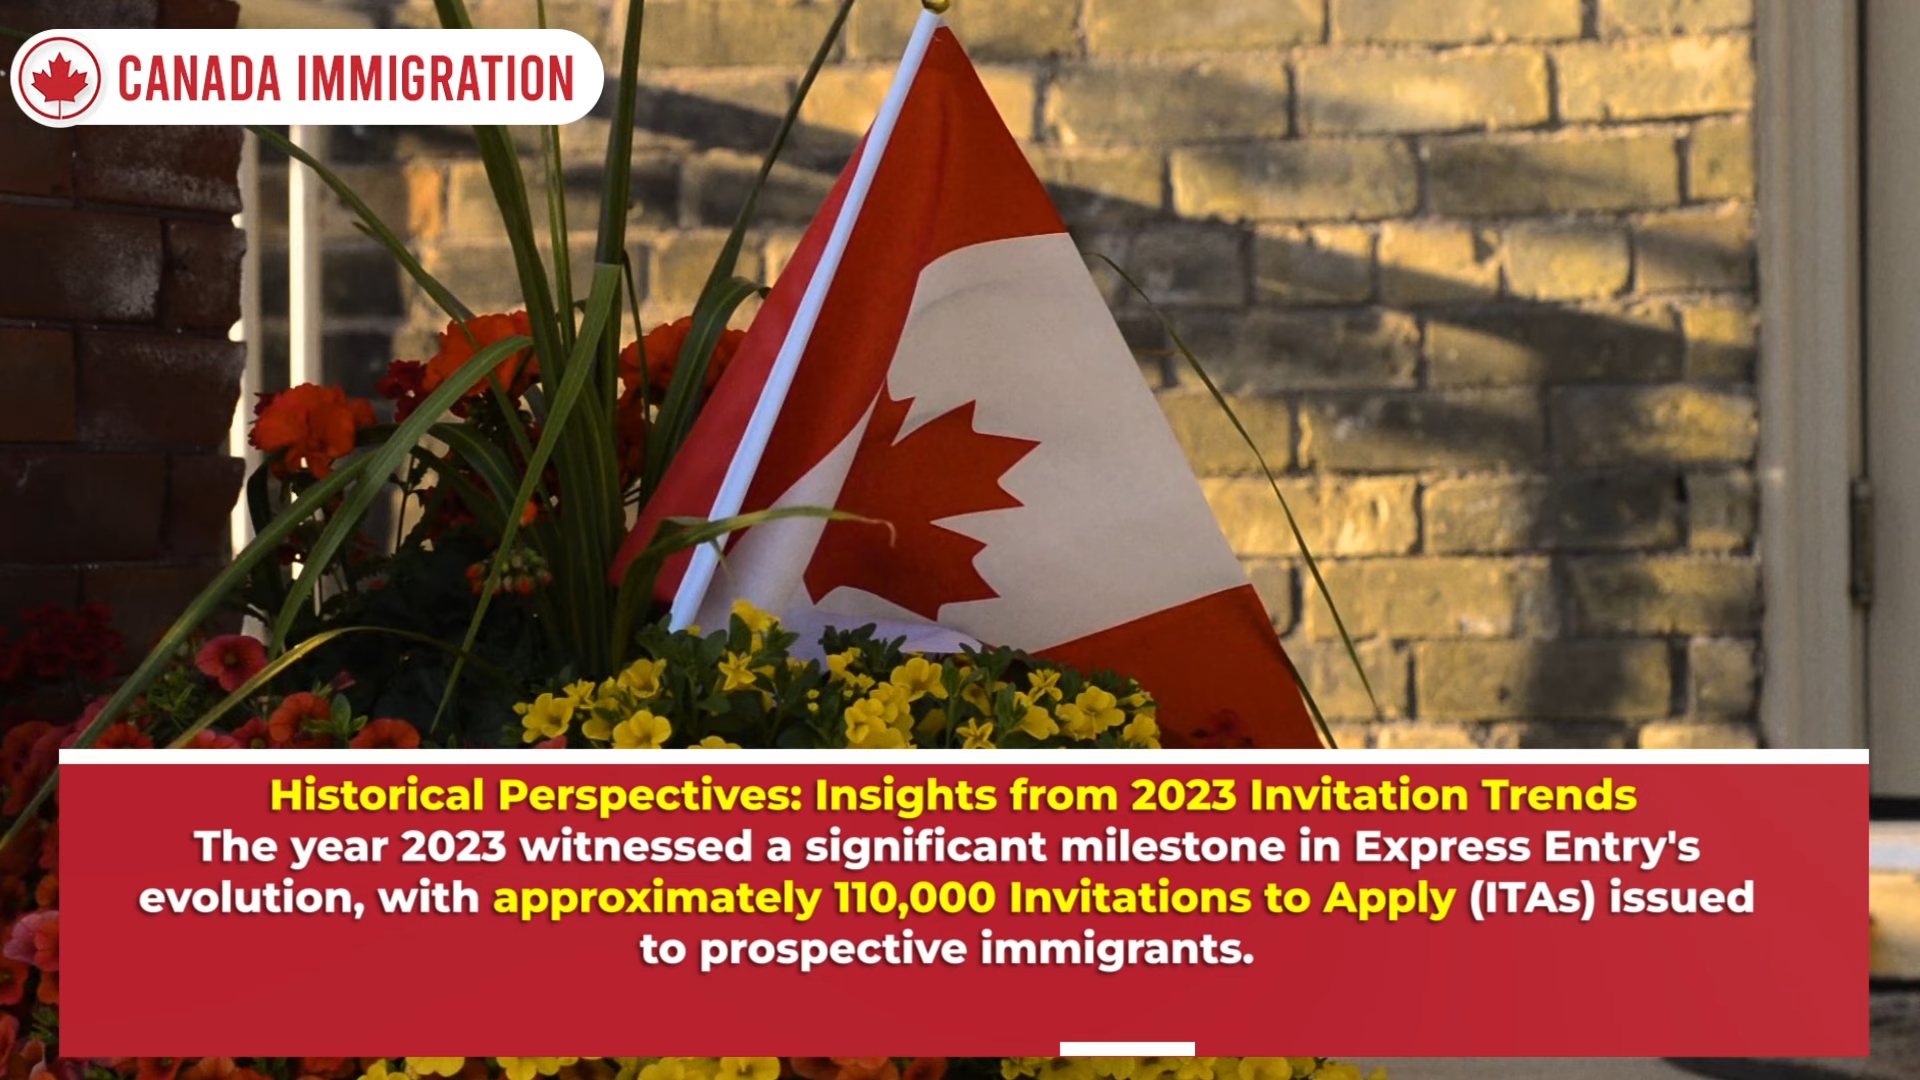 CANADA IMMIGRATION
Historical Perspectives: Insights from 2023 Invitation Trends
The year 2023 witnessed a significant milestone in Express Entry's
evolution, with approximately 110,000 Invitations to Apply (ITAs) issued
to prospective immigrants.